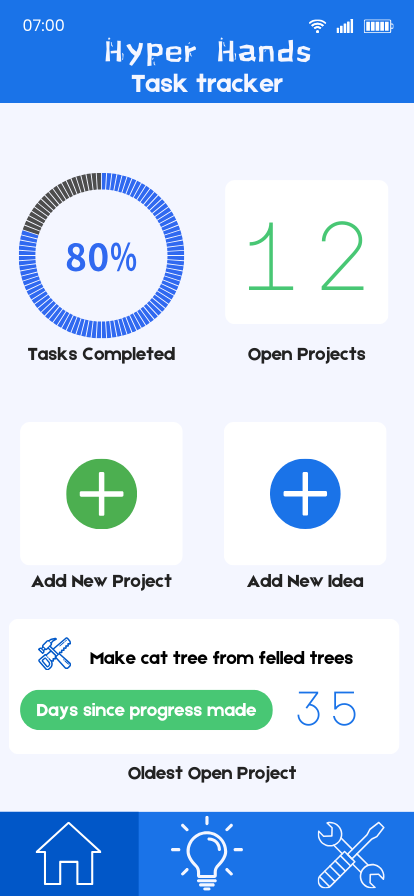 07:00
Hyper Hands
Task tracker
80%
12
Tasks Completed
Open Projects
Add New Project
Add New Idea
Make cat tree from felled trees
Days since progress made
35
Oldest Open Project